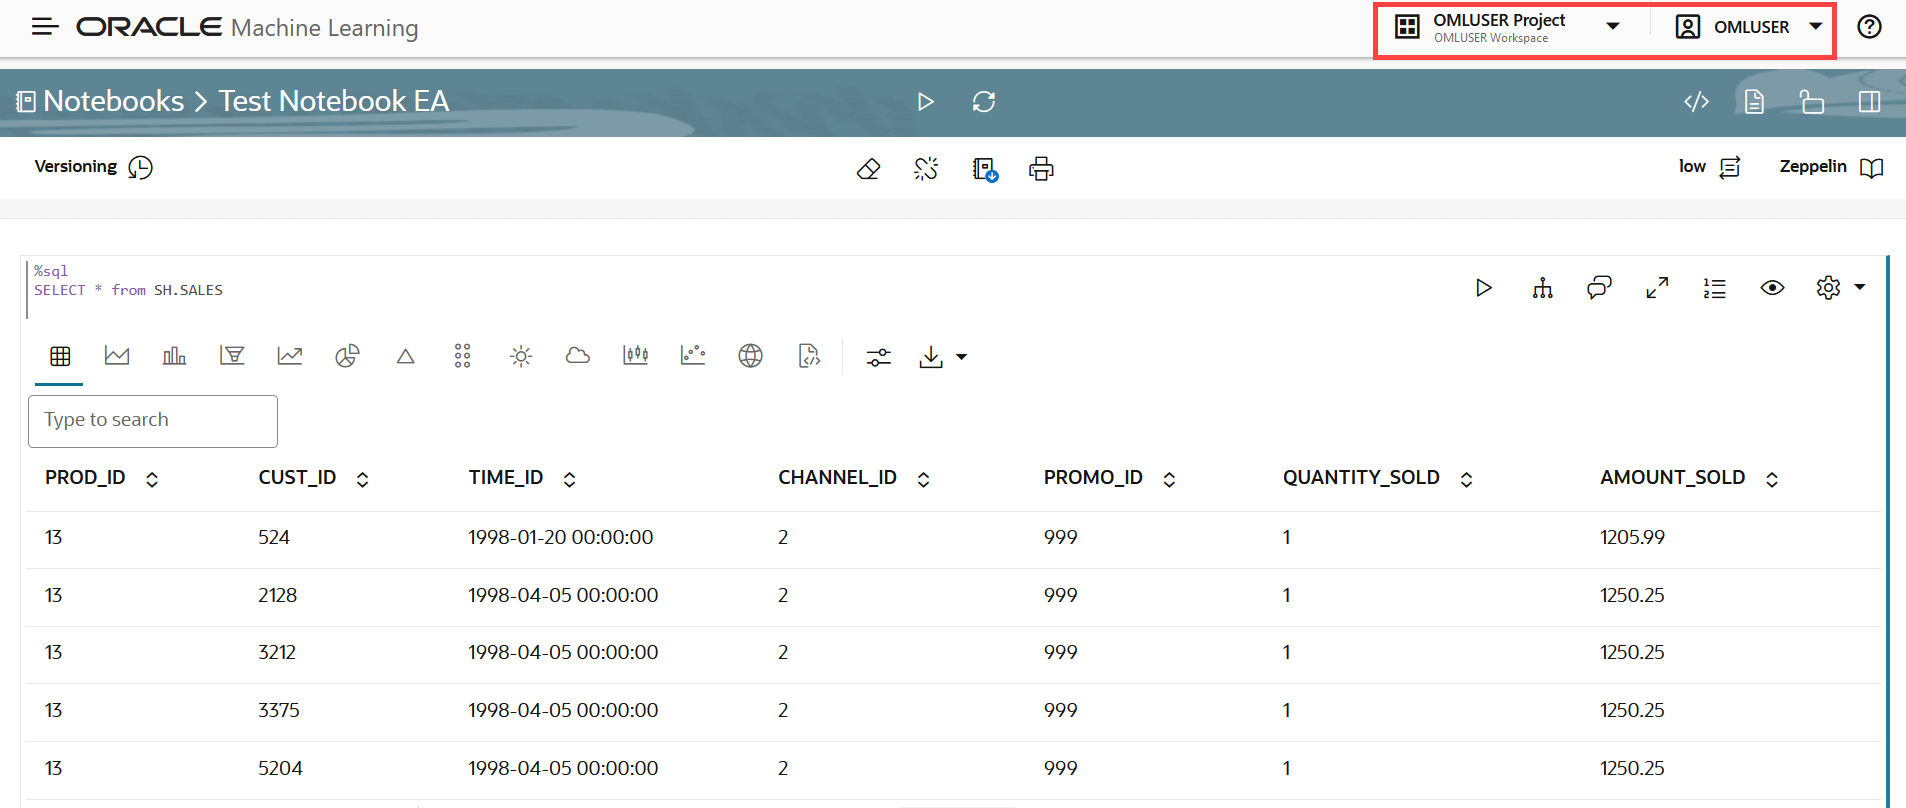 ORACLE Machine Learning
OMLUSER Project
OMLUSER Workspace
OMLUSER
Notebooks > Test Notebook EA
Versioning
low
Zeppelin
%sql
SELECT * from SH.SALES
Type to search
PROD_ID CUST_ID TIME_ID CHANNEL_ID PROMO_ID QUANTITY_SOLD AMOUNT_SOLD
13 524 1998-01-20 00:00:00 2 999 1 1205.99
13 2128 1998-04-05 00:00:00 2 999 1 1250.25
13 3212 1998-04-05 00:00:00 2 999 1 1250.25
13 3375 1998-04-05 00:00:00 2 999 1 1250.25
13 5204 1998-04-05 00:00:00 2 999 1 1250.25